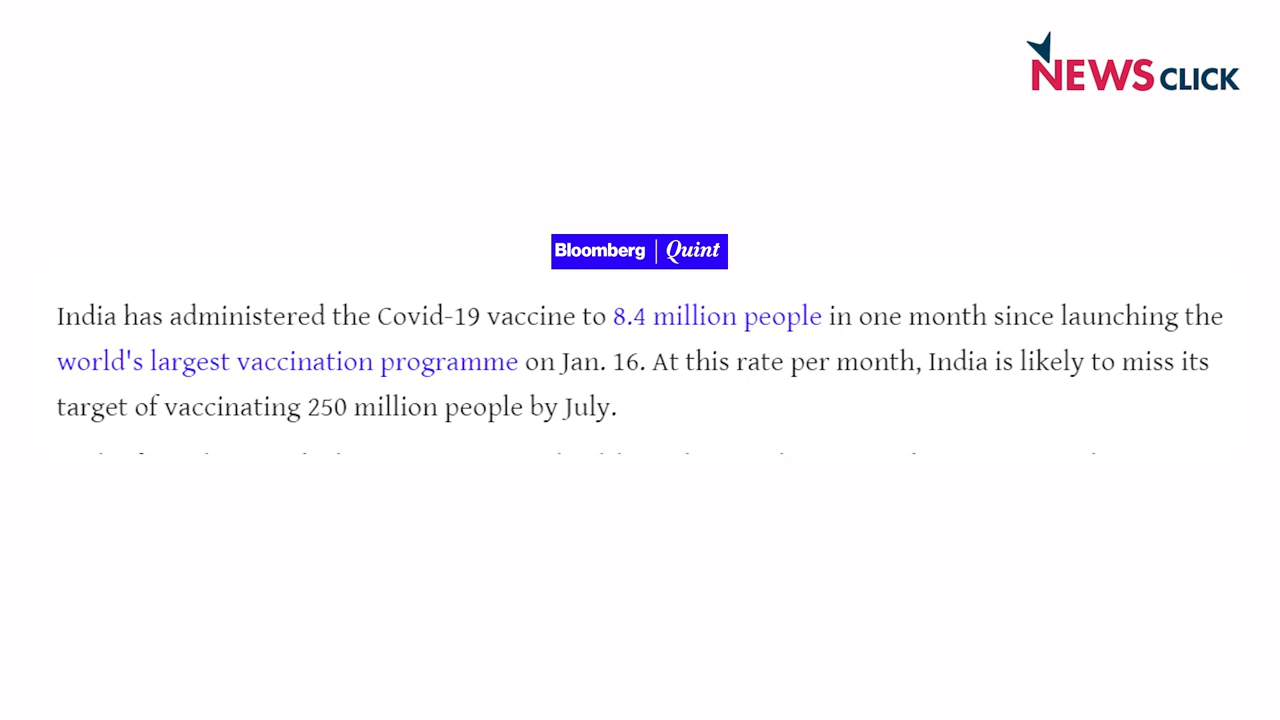 NEWS CLICK
Bloomberg | Quint
India has administered the Covid-19 vaccine to 8.4 million people in one month since launching the
world's largest vaccination programme on Jan. 16. At this rate per month, India is likely to miss its
target of vaccinating 250 million people by July.